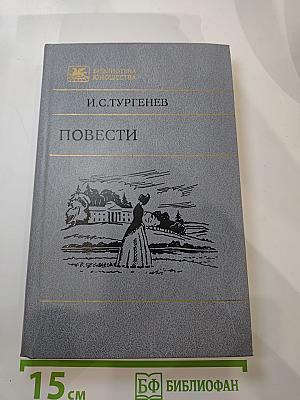 БИБЛИОТЕКА
ЮНОШЕСТВА
И.С.ТУРГЕНЕВ
ПОВЕСТИ
15 см
БФ БИБЛИОФАН